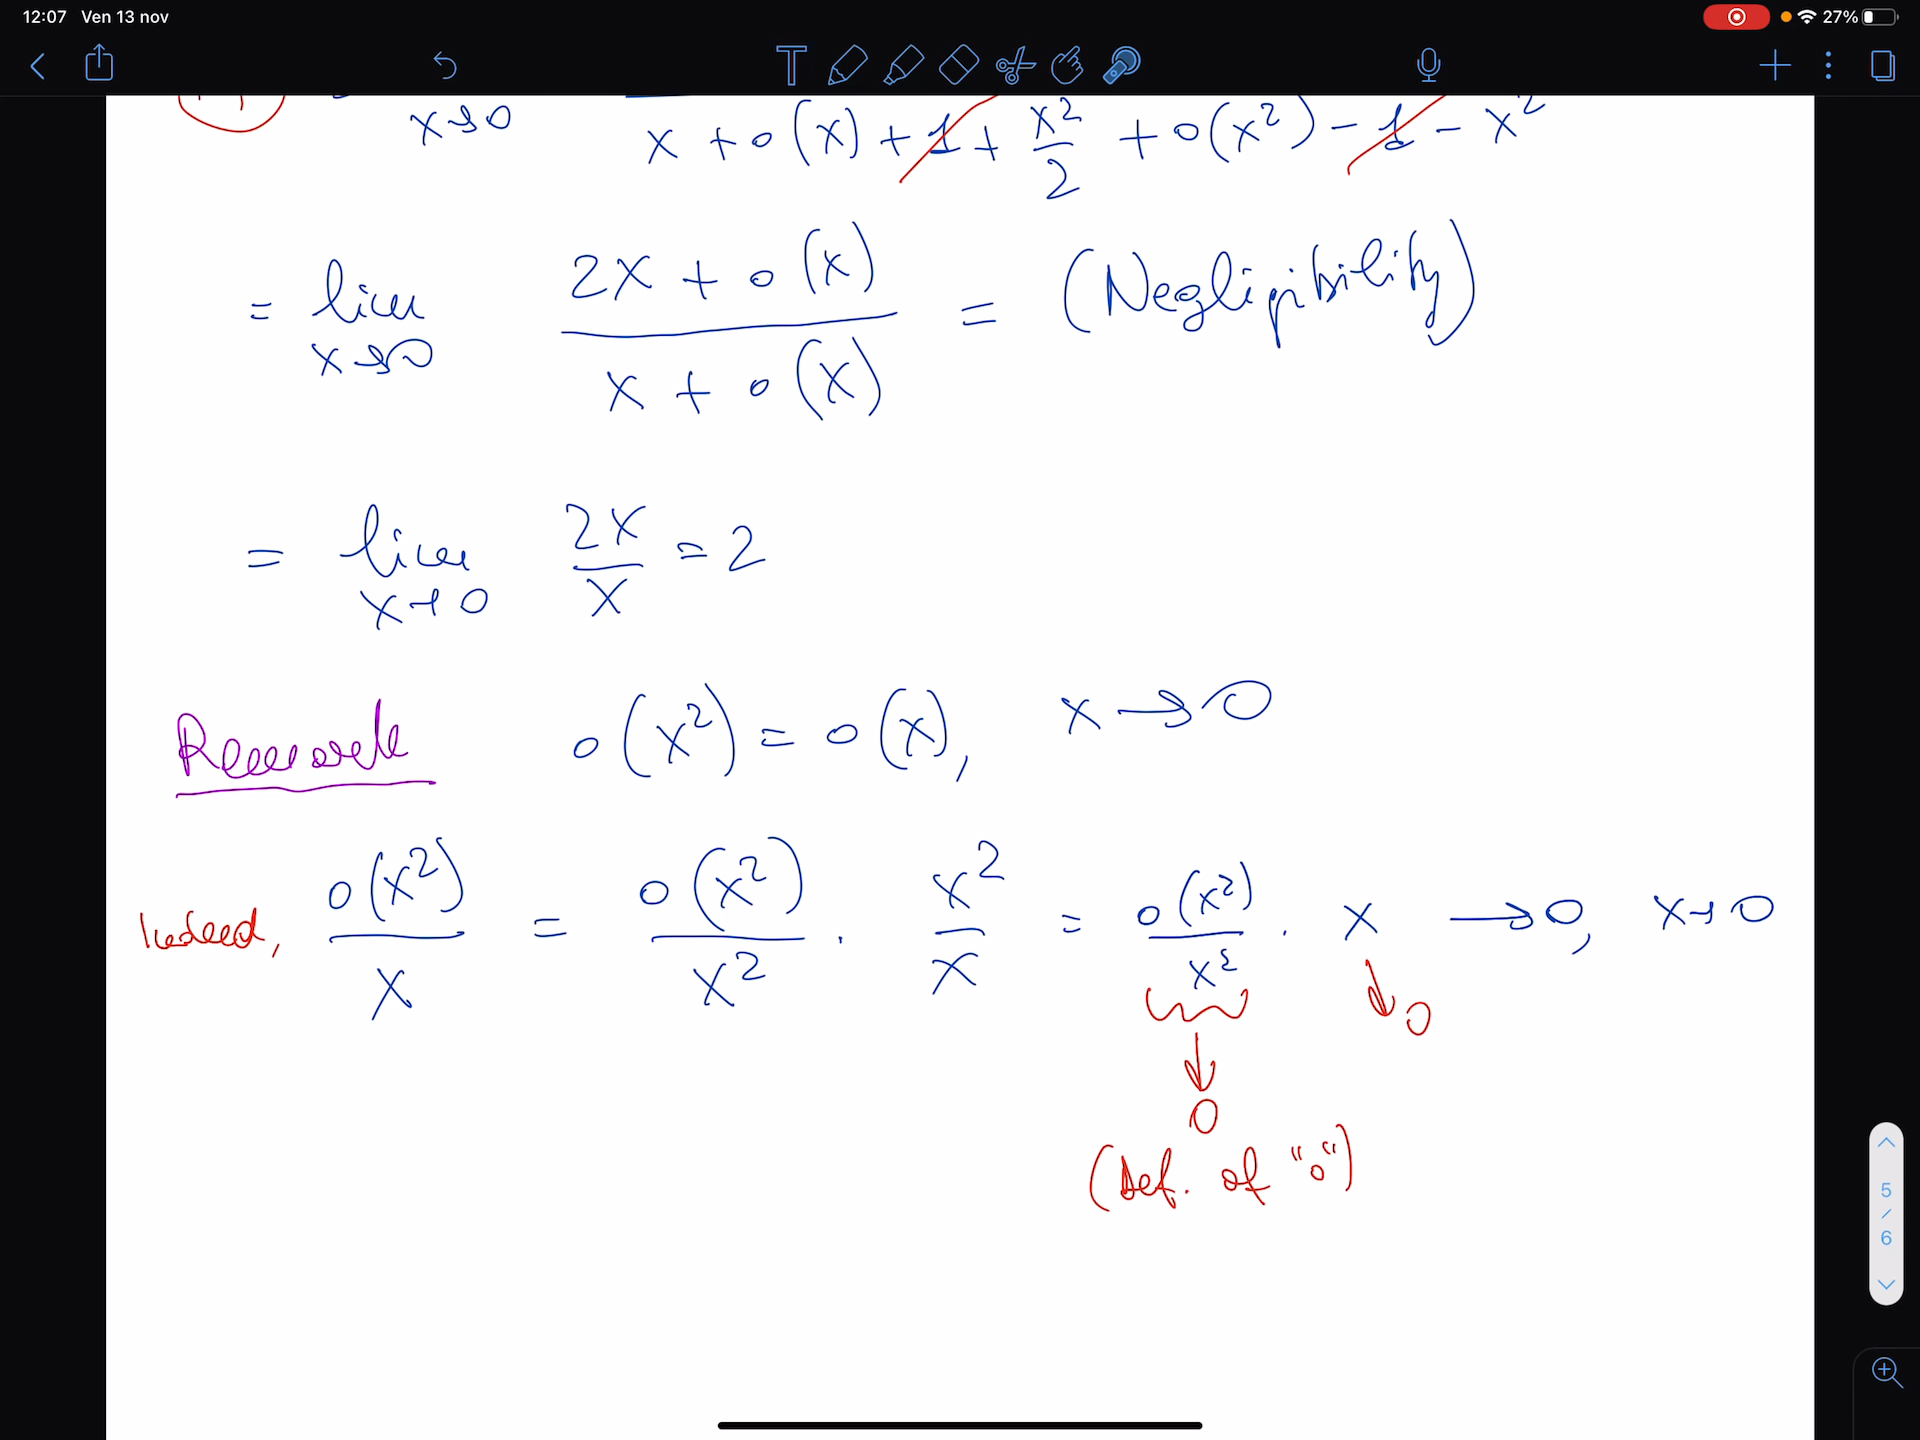 12:07 Ven 13 nov 27%
x→0 x + o(x) + 1 + x²/2 + o(x²) - 1 - x²
= lim x→0 (2x + o(x))/(x + o(x)) = (Negligibility)
= lim x→0 2x/x = 2
Remark o(x²) = o(x), x→0
Indeed, o(x²)/x = o(x²)/x² · x²/x = o(x²)/x² · x →0, x→0
↓ 0
↓
0
(Def. of "o")
5
/
6